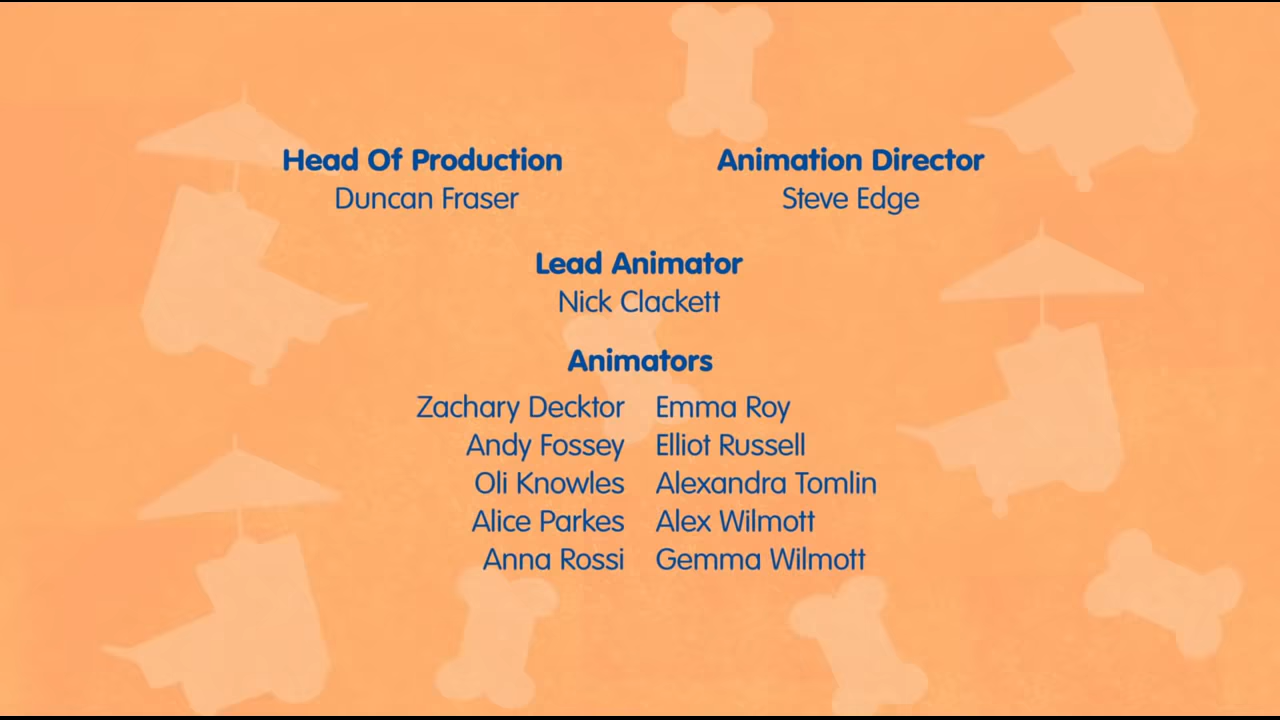 Head Of Production
Duncan Fraser
Animation Director
Steve Edge
Lead Animator
Nick Clackett
Animators
Zachary Decktor Emma Roy
Andy Fossey Elliot Russell
Oli Knowles Alexandra Tomlin
Alice Parkes Alex Wilmott
Anna Rossi Gemma Wilmott